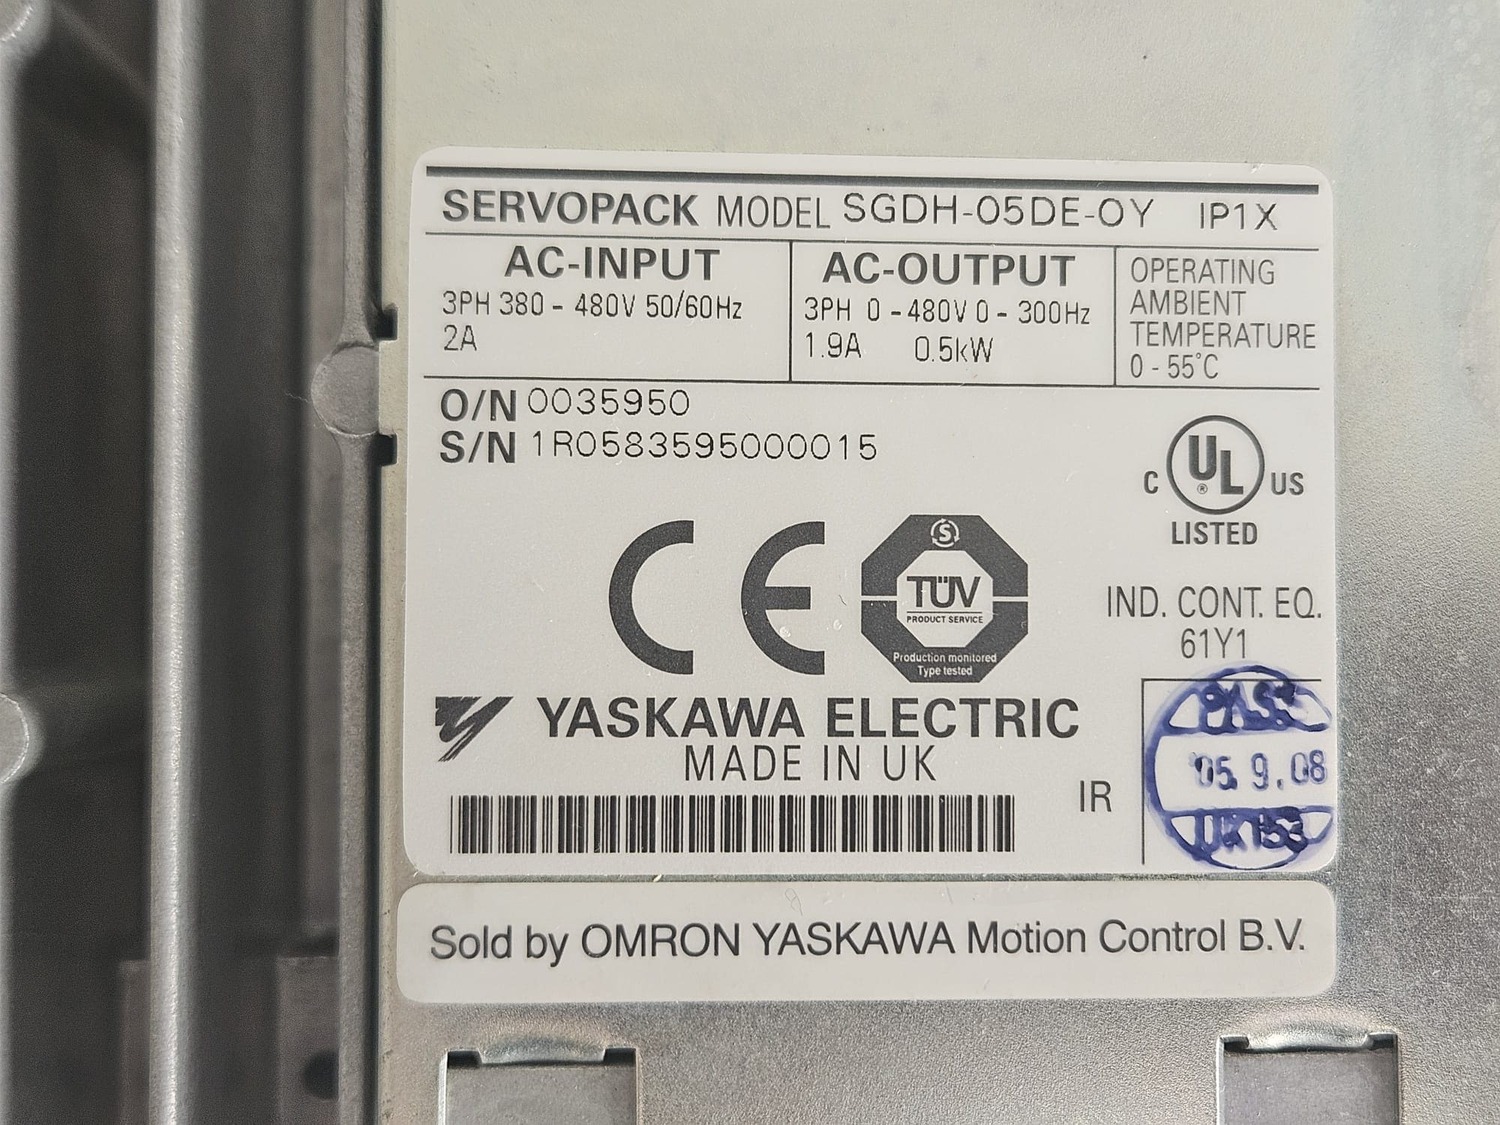 SERVOPACK MODEL SGDH-05DE-OY IP1X
AC-INPUT
3PH 380 - 480V 50/60Hz
2A
AC-OUTPUT
3PH 0 - 480V 0 - 300Hz
1.9A 0.5kW
OPERATING
AMBIENT
TEMPERATURE
0 - 55°C
O/N 0035950
S/N 1R0583595000015
C UL ® US
LISTED
CE
S
TÜV
PRODUCT SERVICE
Production monitored
Type tested
IND. CONT. EQ.
61Y1
YASKAWA ELECTRIC
MADE IN UK
IR
PASS
'05.9.08
UK153
Sold by OMRON YASKAWA Motion Control B.V.